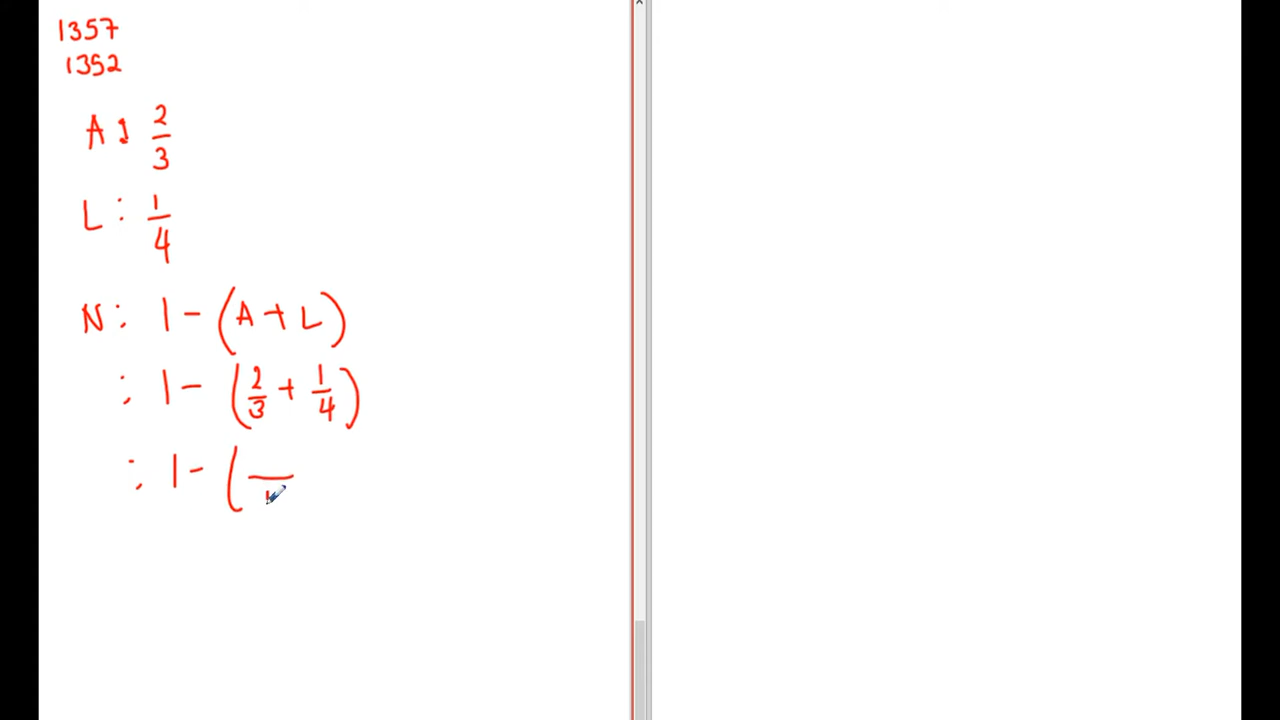 1357
1352
A : 2/3
L : 1/4
N : 1 - (A + L)
: 1 - (2/3 + 1/4)
: 1 - (